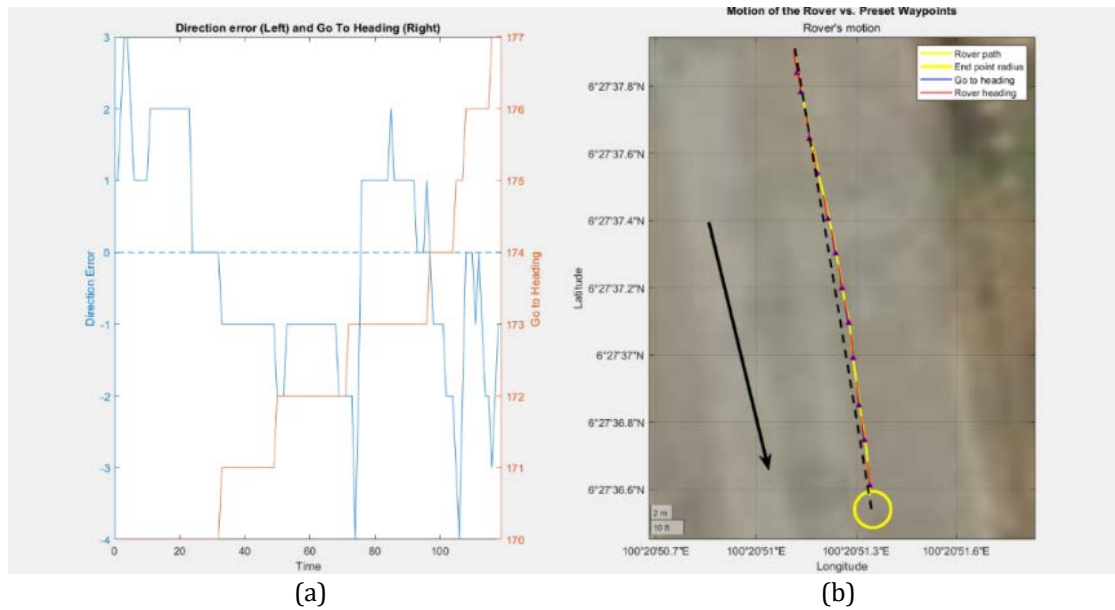 Direction error (Left) and Go To Heading (Right)
3
2
1
0
-1
-2
-3
-4
Direction Error
177
176
175
174
173
172
171
170
Go to Heading
0
20
40
60
80
100
Time
(a)
Motion of the Rover vs. Preset Waypoints
Rover's motion
Rover path
End point radius
Go to heading
Rover heading
6°27'37.8"N
6°27'37.6"N
6°27'37.4"N
6°27'37.2"N
6°27'37"N
6°27'36.8"N
6°27'36.6"N
Latitude
2 m
10 ft
100°20'50.7"E
100°20'51"E
100°20'51.3"E
100°20'51.6"E
Longitude
(b)